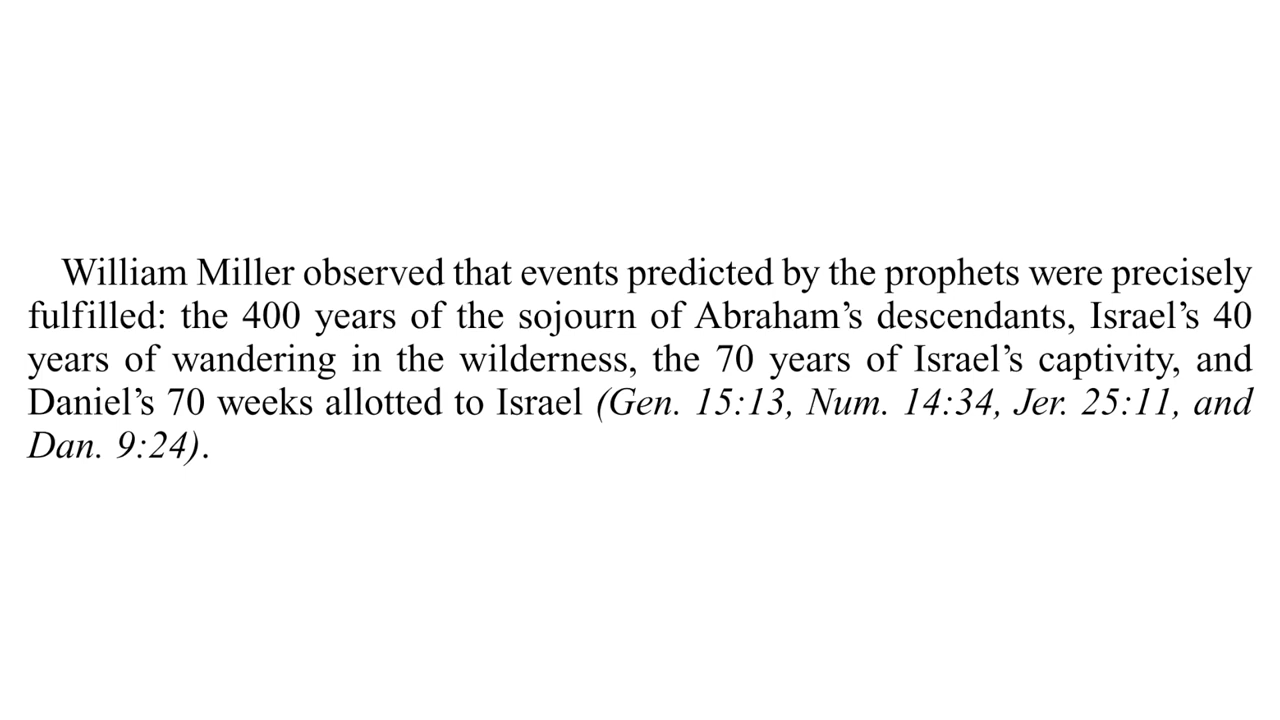 William Miller observed that events predicted by the prophets were precisely
fulfilled: the 400 years of the sojourn of Abraham’s descendants, Israel’s 40
years of wandering in the wilderness, the 70 years of Israel’s captivity, and
Daniel’s 70 weeks allotted to Israel (Gen. 15:13, Num. 14:34, Jer. 25:11, and
Dan. 9:24).